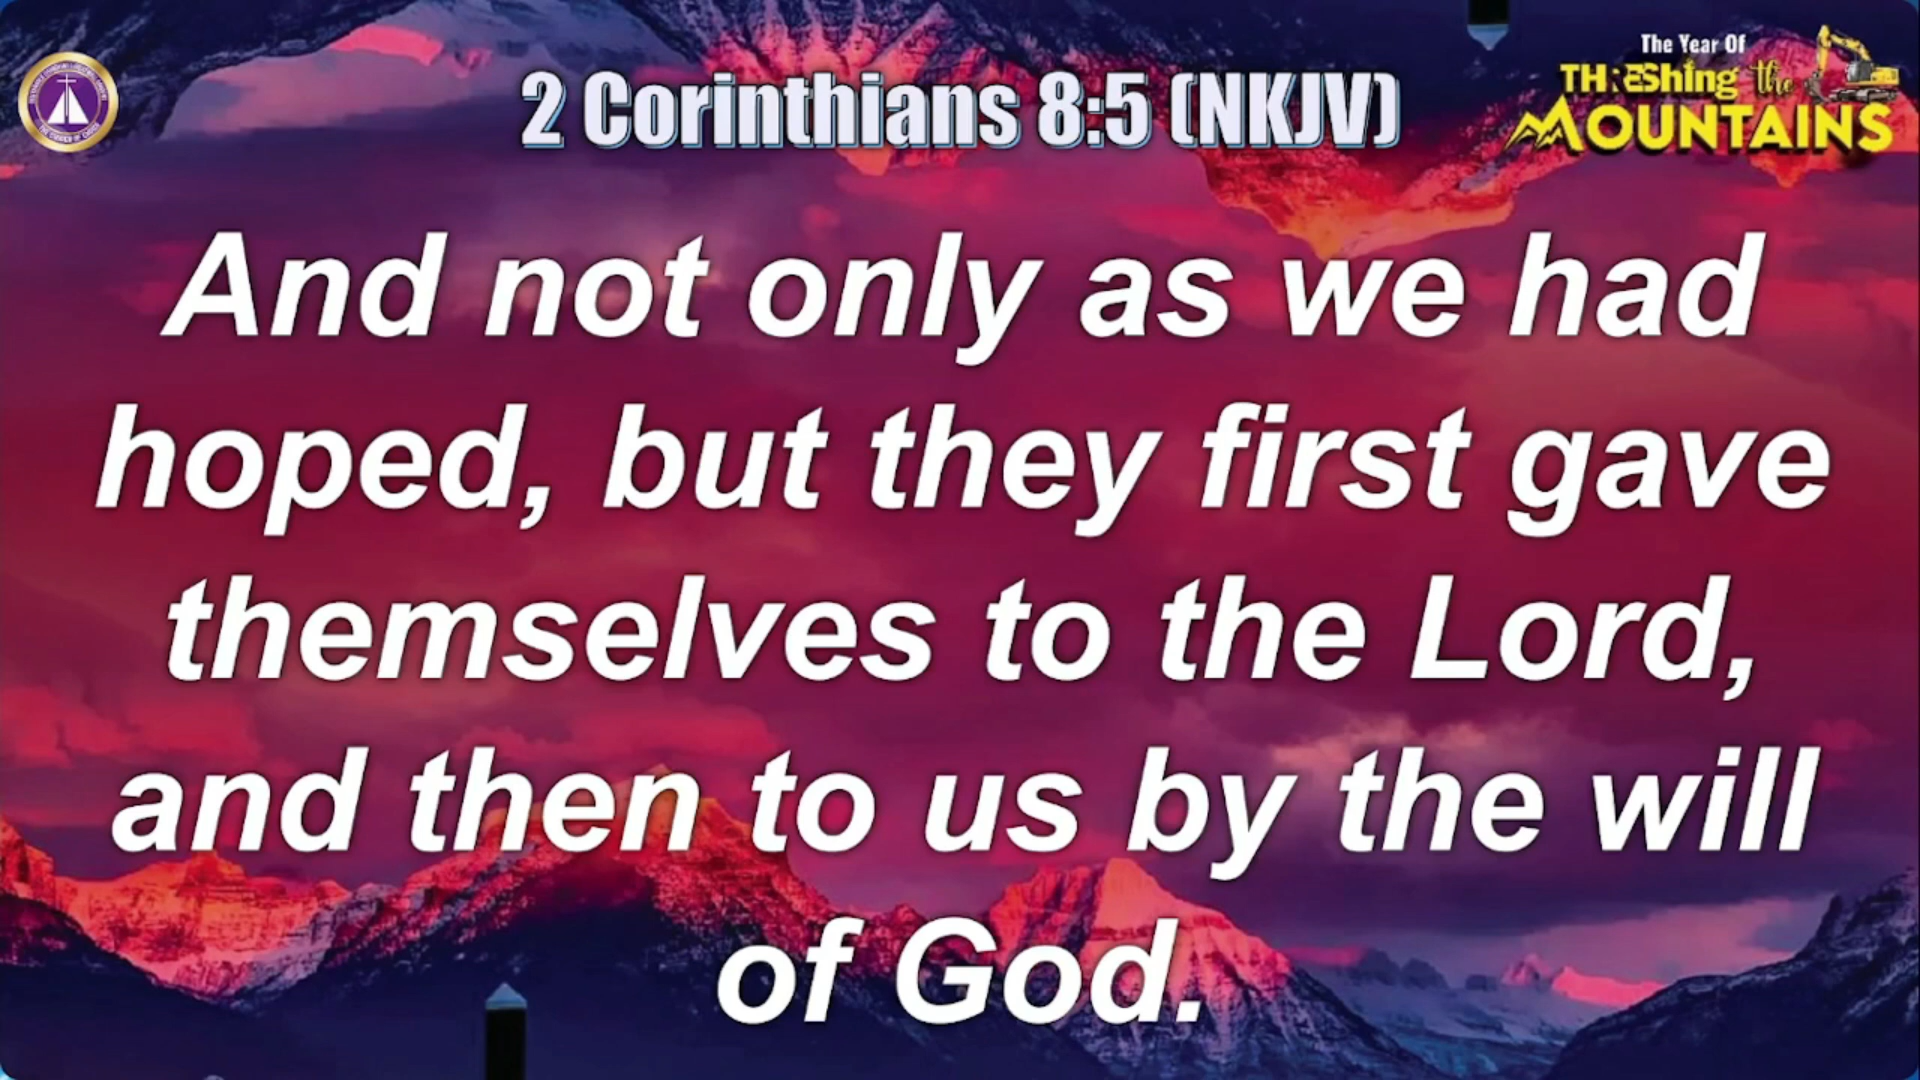 2 Corinthians 8:5 (NKJV)
The Year Of
THRESHing the
MOUNTAINS
And not only as we had
hoped, but they first gave
themselves to the Lord,
and then to us by the will
of God.